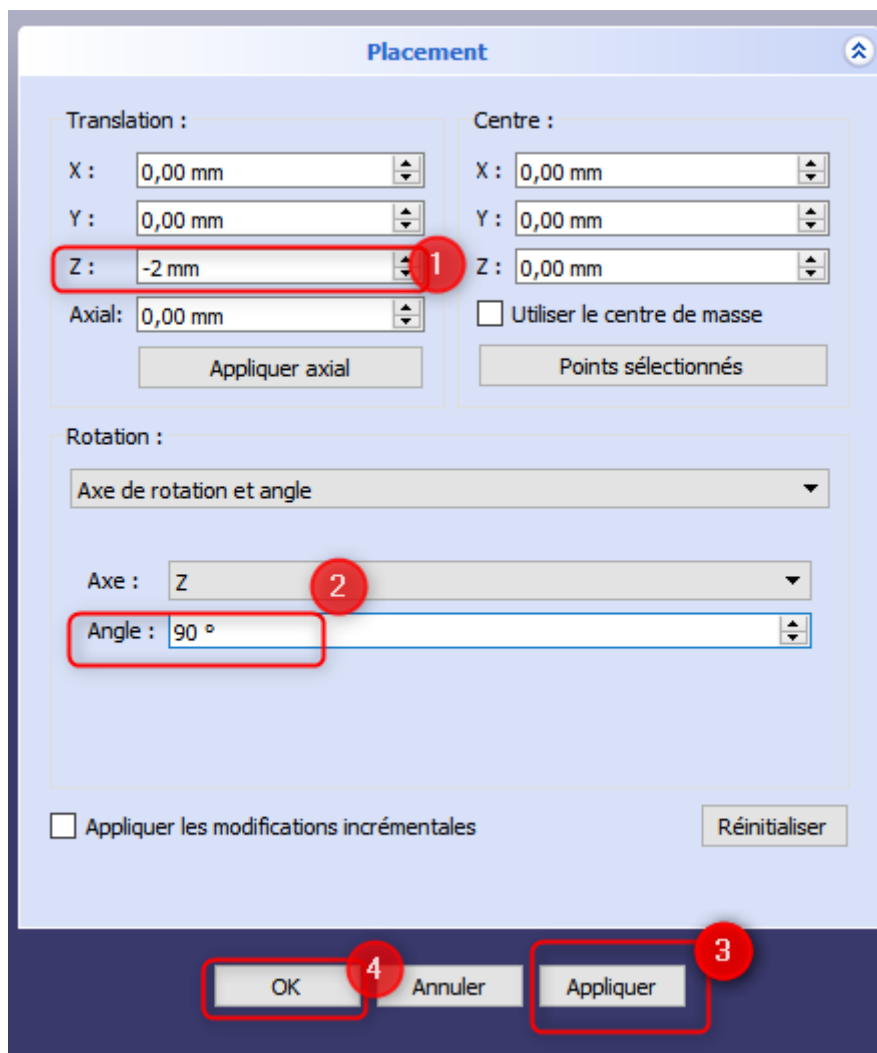 Placement
Translation :
X : 0,00 mm
Y : 0,00 mm
Z : -2 mm 1
Axial: 0,00 mm
Appliquer axial
Centre :
X : 0,00 mm
Y : 0,00 mm
Z : 0,00 mm
Utiliser le centre de masse
Points sélectionnés
Rotation :
Axe de rotation et angle
Axe : Z 2
Angle : 90 °
Appliquer les modifications incrémentales Réinitialiser
OK 4 Annuler Appliquer 3